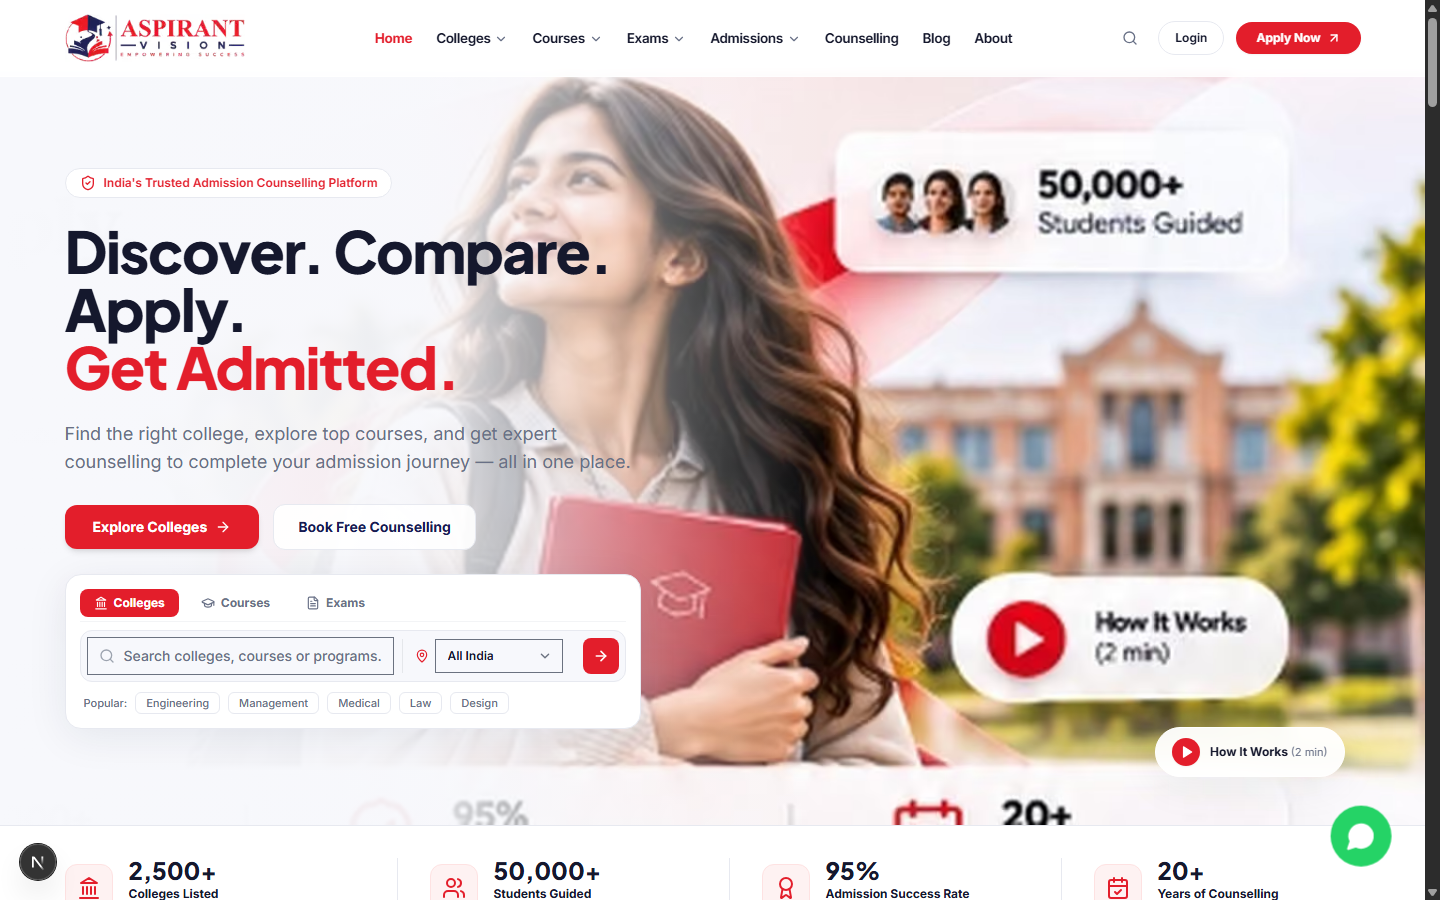 ASPIRANT
VISION
EMPOWERING SUCCESS
Home
Colleges
Courses
Exams
Admissions
Counselling
Blog
About
Login
Apply Now
India's Trusted Admission Counselling Platform
50,000+
Students Guided
Discover. Compare.
Apply.
Get Admitted.
Find the right college, explore top courses, and get expert
counselling to complete your admission journey — all in one place.
Explore Colleges
Book Free Counselling
Colleges
Courses
Exams
Search colleges, courses or programs.
All India
Popular:
Engineering
Management
Medical
Law
Design
How It Works
(2 min)
How It Works (2 min)
95%
20+
N
2,500+
Colleges Listed
50,000+
Students Guided
95%
Admission Success Rate
20+
Years of Counselling